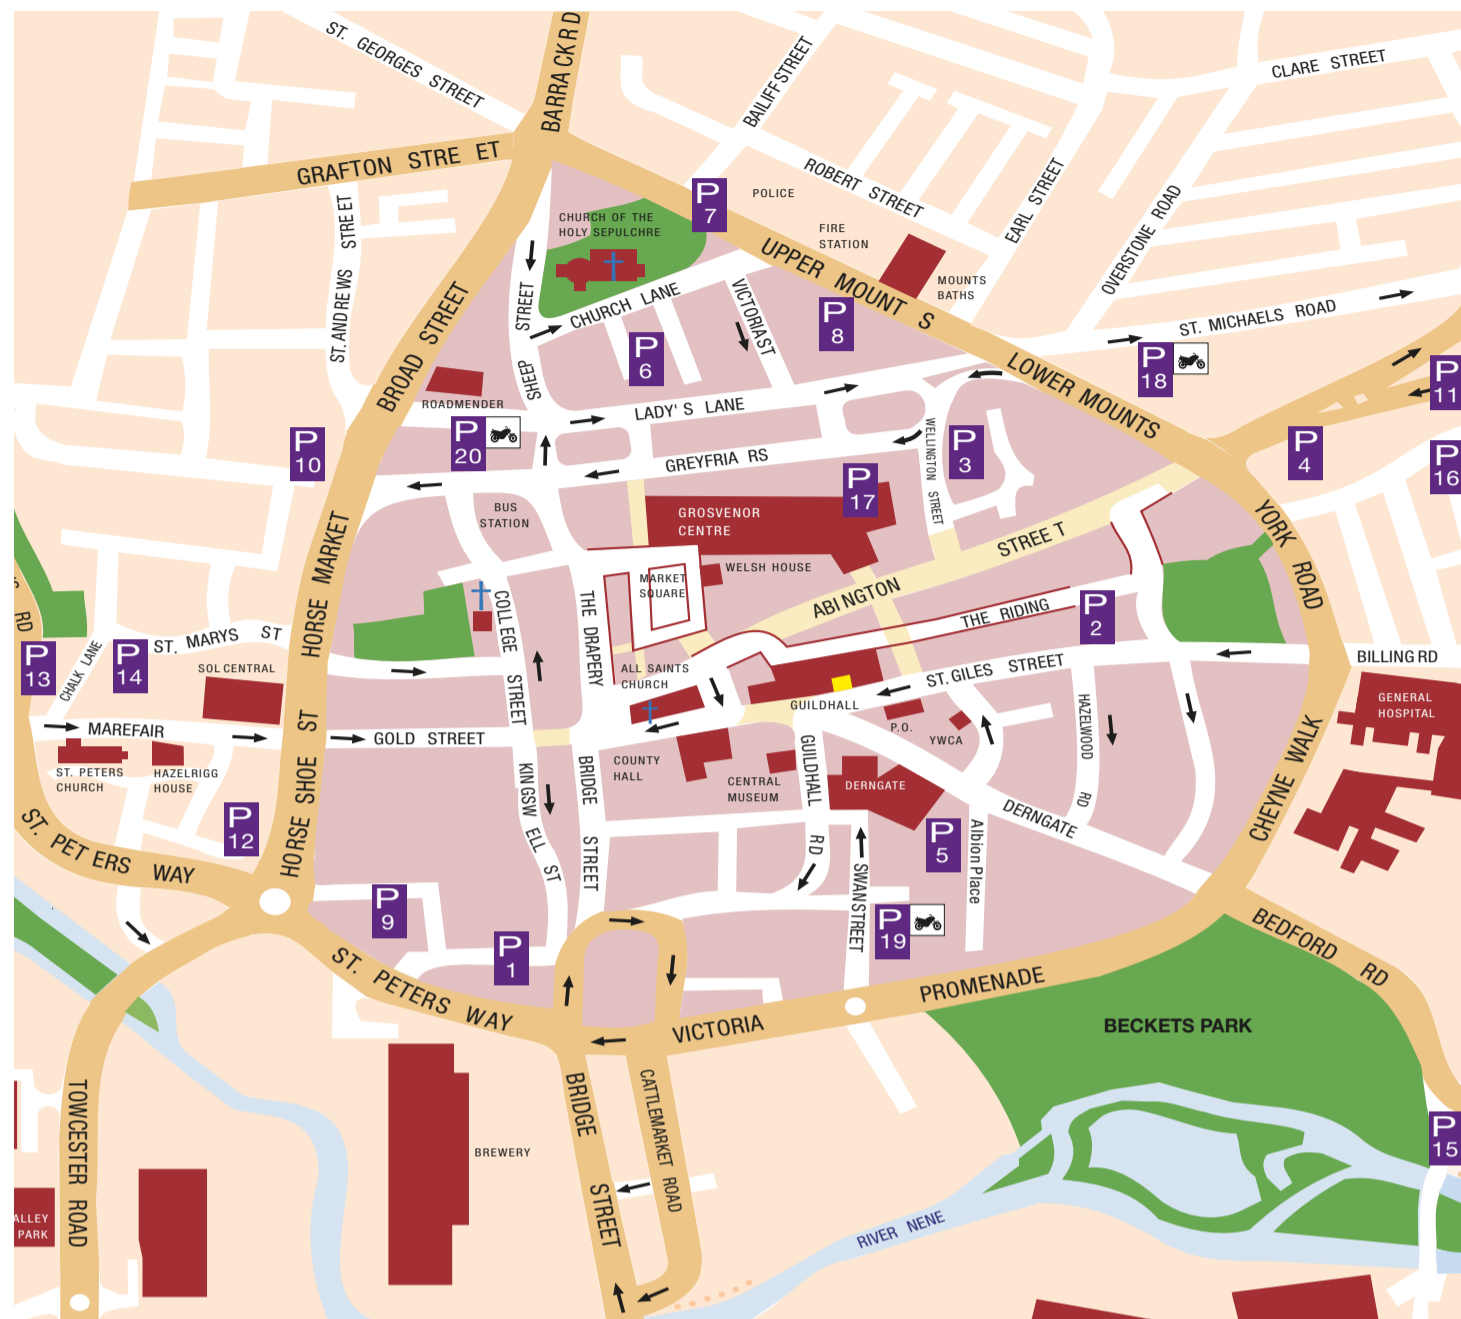 BARRACK RD
ST. GEORGES STREET
BAILIFF STREET
CLARE STREET
GRAFTON STRE ET
ROBERT STREET
POLICE
P
7
EARL STREET
OVERSTONE ROAD
ST. ANDREWS STREET
CHURCH OF THE
HOLY SEPULCHRE
FIRE
STATION
UPPER MOUNT S
MOUNTS
BATHS
BROAD STREET
SHEEP STREET
CHURCH LANE
VICTORIA ST
P
8
ST. MICHAELS ROAD
P
6
P
18
LOWER MOUNTS
P
11
ROADMENDER
LADY' S LANE
P
20
P
10
GREYFRIA RS
WELLINGTON STREET
P
3
P
4
P
16
P
17
BUS
STATION
GROSVENOR
CENTRE
YORK ROAD
HORSE MARKET
ABINGTON STREE T
WELSH HOUSE
MARKET
SQUARE
COLLEGE STREET
THE DRAPERY
THE RIDING
P
2
RD
P
13
CHALK LANE
P
14
ST. MARYS ST
SOL CENTRAL
ALL SAINTS
CHURCH
ST. GILES STREET
BILLING RD
GUILDHALL
P.O.
YWCA
HAZELWOOD RD
GENERAL
HOSPITAL
MAREFAIR
GOLD STREET
ST. PETERS
CHURCH
HAZELRIGG
HOUSE
COUNTY
HALL
CENTRAL
MUSEUM
GUILDHALL RD
DERNGATE
DERNGATE
CHEYNE WALK
HORSE SHOE ST
KINGSW ELL ST
BRIDGE STREET
P
12
ST. PET ERS WAY
P
5
Albion Place
SWAN STREET
P
9
P
19
P
1
BEDFORD RD
ST. PETERS WAY
VICTORIA PROMENADE
BECKETS PARK
TOWCESTER ROAD
BRIDGE STREET
CATTLEMARKET ROAD
BREWERY
P
15
ALLEY
PARK
RIVER NENE